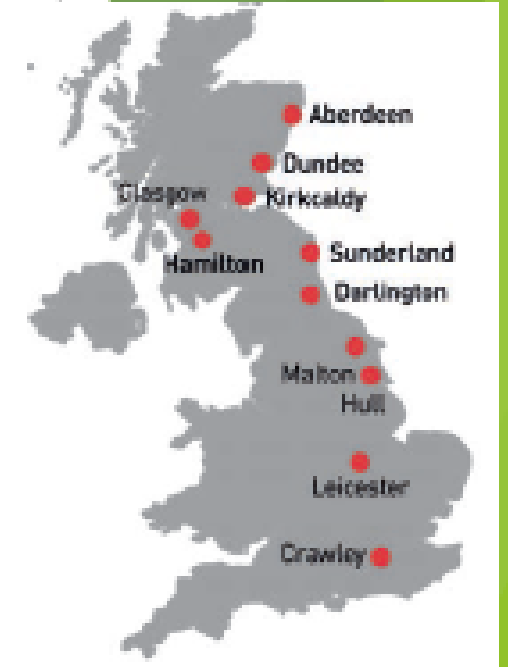 Aberdeen
Dundee
Glasgow
Kirkcaldy
Hamilton
Sunderland
Darlington
Malton
Hull
Leicester
Crawley